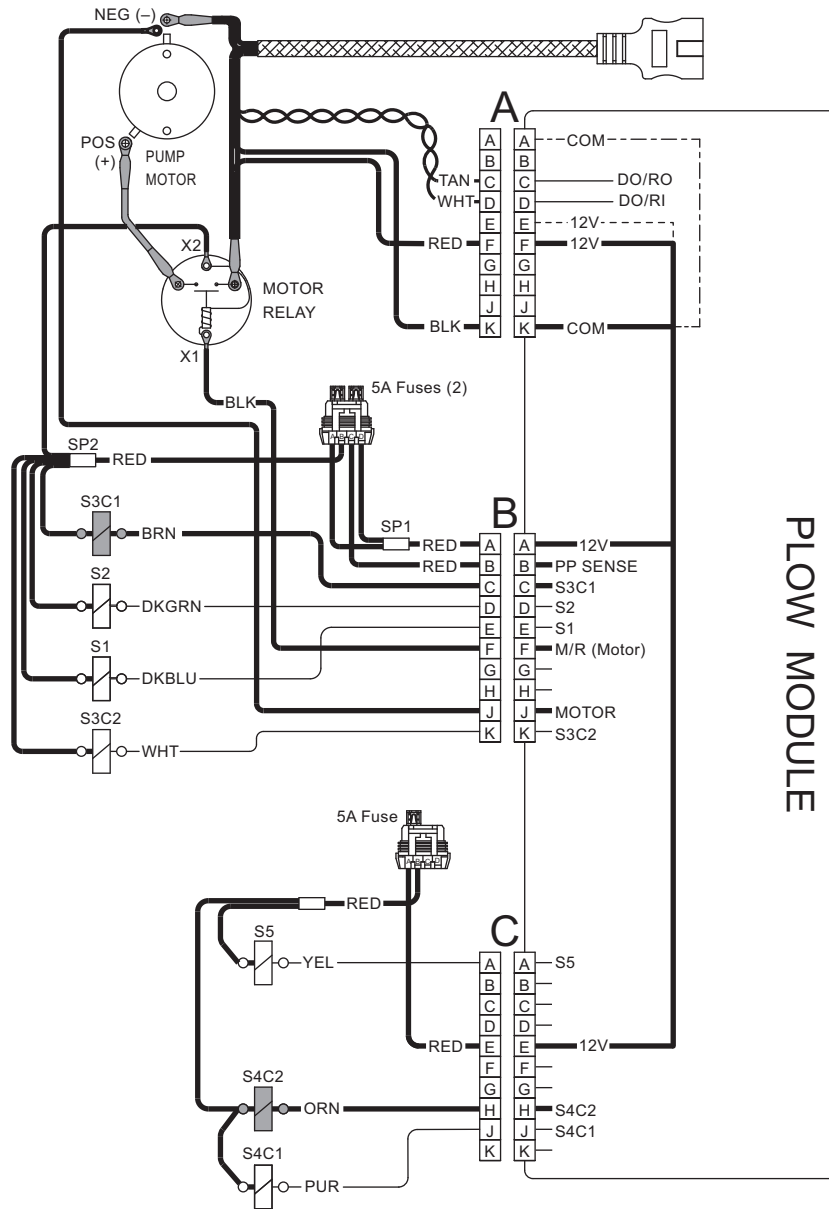 NEG (–)
POS
(+)
PUMP
MOTOR
A
A A COM
B B
TAN C C DO/RO
WHT D D DO/RI
E E 12V
RED F F 12V
G G
H H
J J
BLK K K COM
X2
MOTOR
RELAY
X1
BLK
5A Fuses (2)
A B C D
SP2
RED
SP1
B
S3C1
RED A A 12V
RED B B PP SENSE
BRN C C S3C1
S2
DKGRN D D S2
E E S1
F F M/R (Motor)
S1
DKBLU G G
H H
J J MOTOR
K K S3C2
S3C2
WHT
PLOW MODULE
5A Fuse
A B C D
RED
C
S5
YEL A A S5
B B
C C
D D
RED E E 12V
F F
G G
S4C2
ORN H H S4C2
J J S4C1
K K
S4C1
PUR